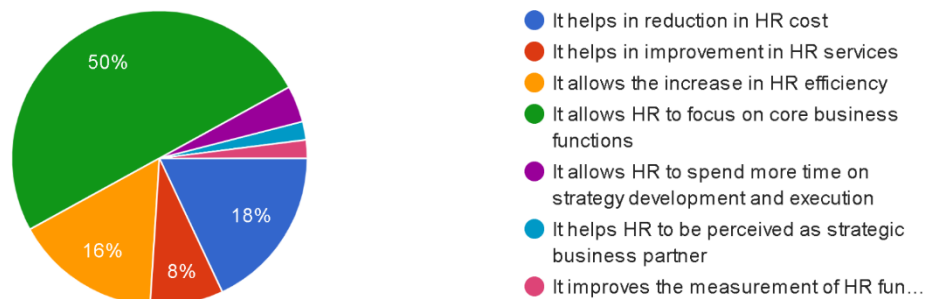 50%
18%
16%
8%
It helps in reduction in HR cost
It helps in improvement in HR services
It allows the increase in HR efficiency
It allows HR to focus on core business
functions
It allows HR to spend more time on
strategy development and execution
It helps HR to be perceived as strategic
business partner
It improves the measurement of HR fun…